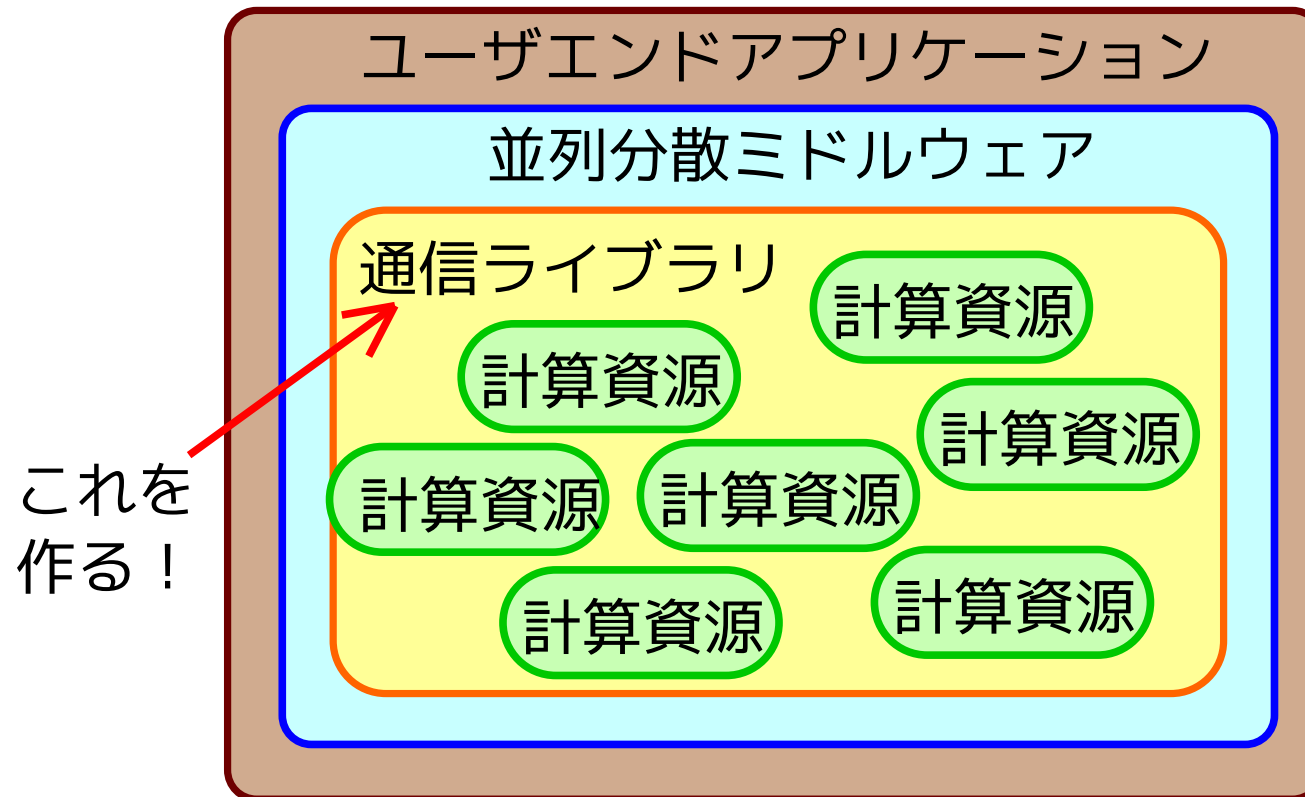 ユーザエンドアプリケーション
並列分散ミドルウェア
通信ライブラリ
計算資源
計算資源
計算資源
計算資源
計算資源
計算資源
計算資源
これを
作る！